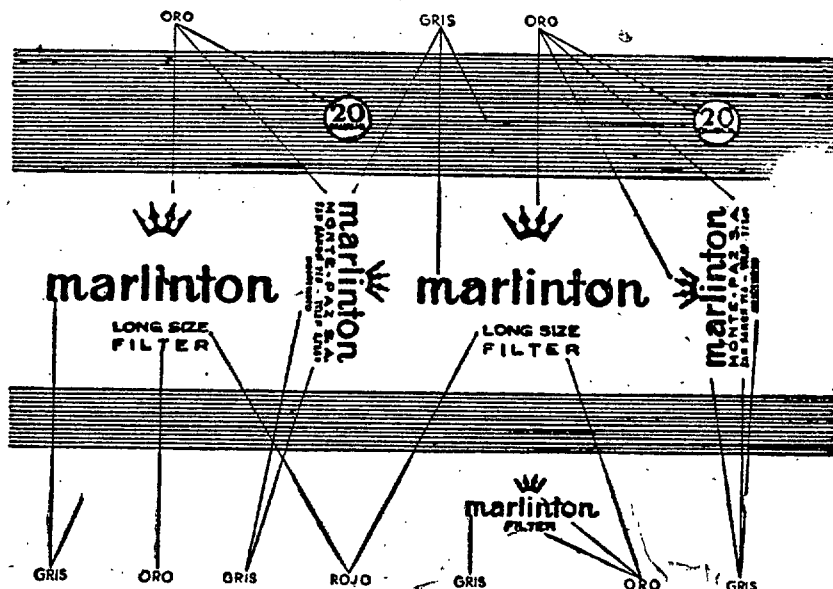 ORO
GRIS
ORO
20
20
marlinton
LONG SIZE
FILTER
marlinton
MONTE-PAZ S.A.
marlinton
LONG SIZE
FILTER
marlinton
MONTE-PAZ S.A.
marlinton
FILTER
GRIS
ORO
GRIS
ROJO
GRIS
ORO
GRIS